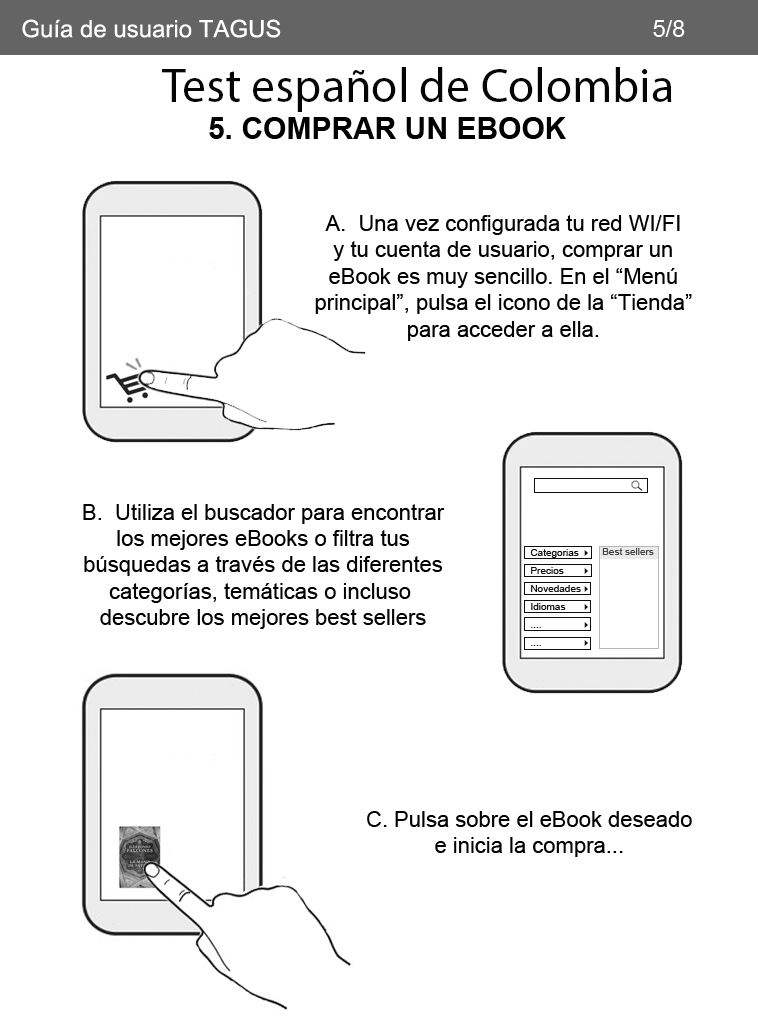 Guía de usuario TAGUS
5/8
Test español de Colombia
5. COMPRAR UN EBOOK
A.  Una vez configurada tu red WI/FI
y tu cuenta de usuario, comprar un
eBook es muy sencillo. En el “Menú
principal”, pulsa el icono de la “Tienda”
para acceder a ella.
B.  Utiliza el buscador para encontrar
los mejores eBooks o filtra tus
búsquedas a través de las diferentes
categorías, temáticas o incluso
descubre los mejores best sellers
Categorias
Precios
Novedades
Idiomas
....
....
Best sellers
FALCONES
C. Pulsa sobre el eBook deseado
e inicia la compra...